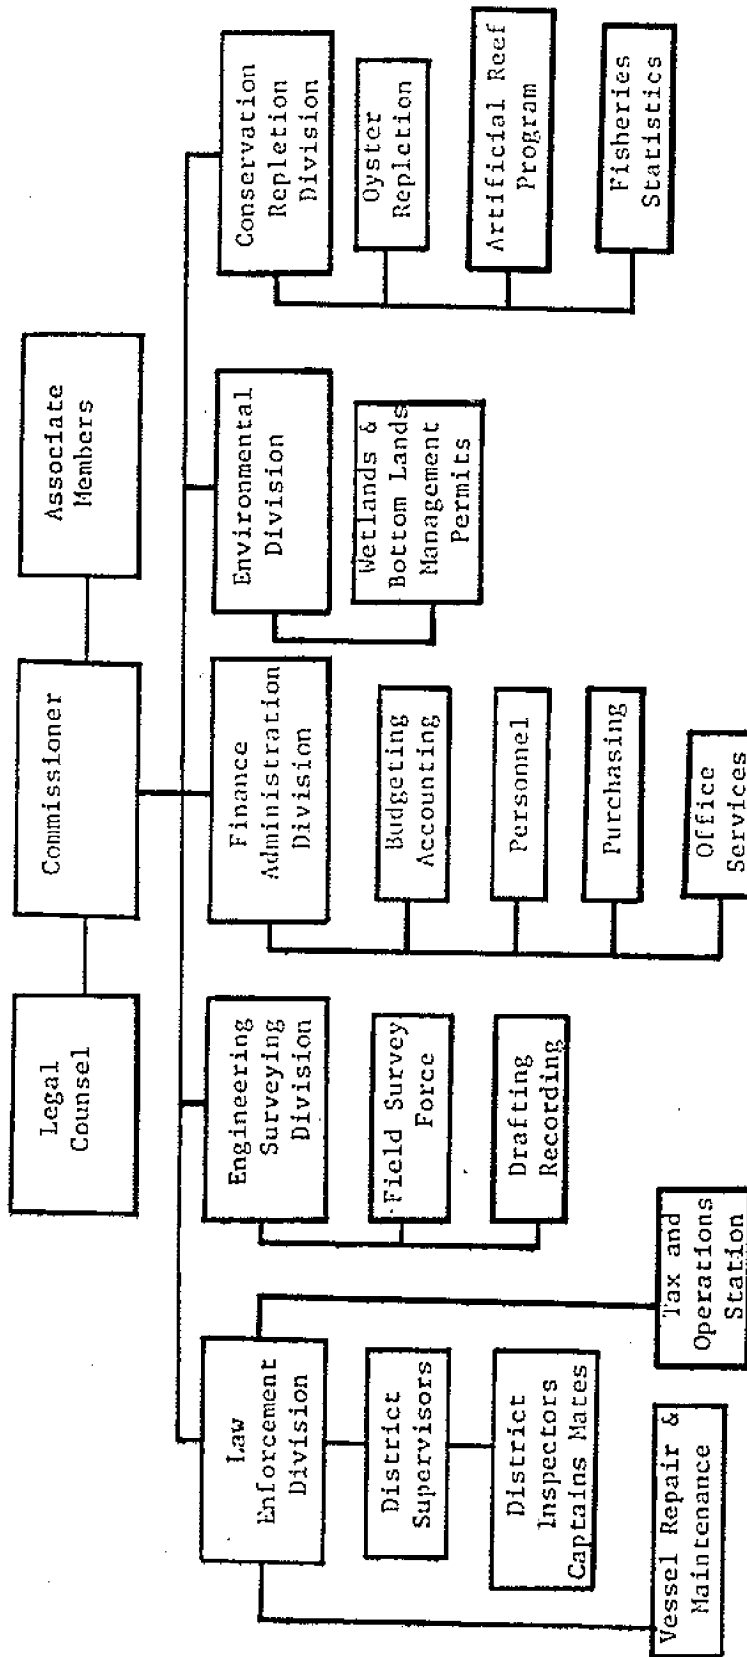 Legal
Counsel
Commissioner
Associate
Members
Law
Enforcement
Division
District
Supervisors
District
Inspectors
Captains Mates
Vessel Repair &
Maintenance
Tax and
Operations
Station
Engineering
Surveying
Division
Field Survey
Force
Drafting
Recording
Finance
Administration
Division
Budgeting
Accounting
Personnel
Purchasing
Office
Services
Environmental
Division
Wetlands &
Bottom Lands
Management
Permits
Conservation
Repletion
Division
Oyster
Repletion
Artificial Reef
Program
Fisheries
Statistics